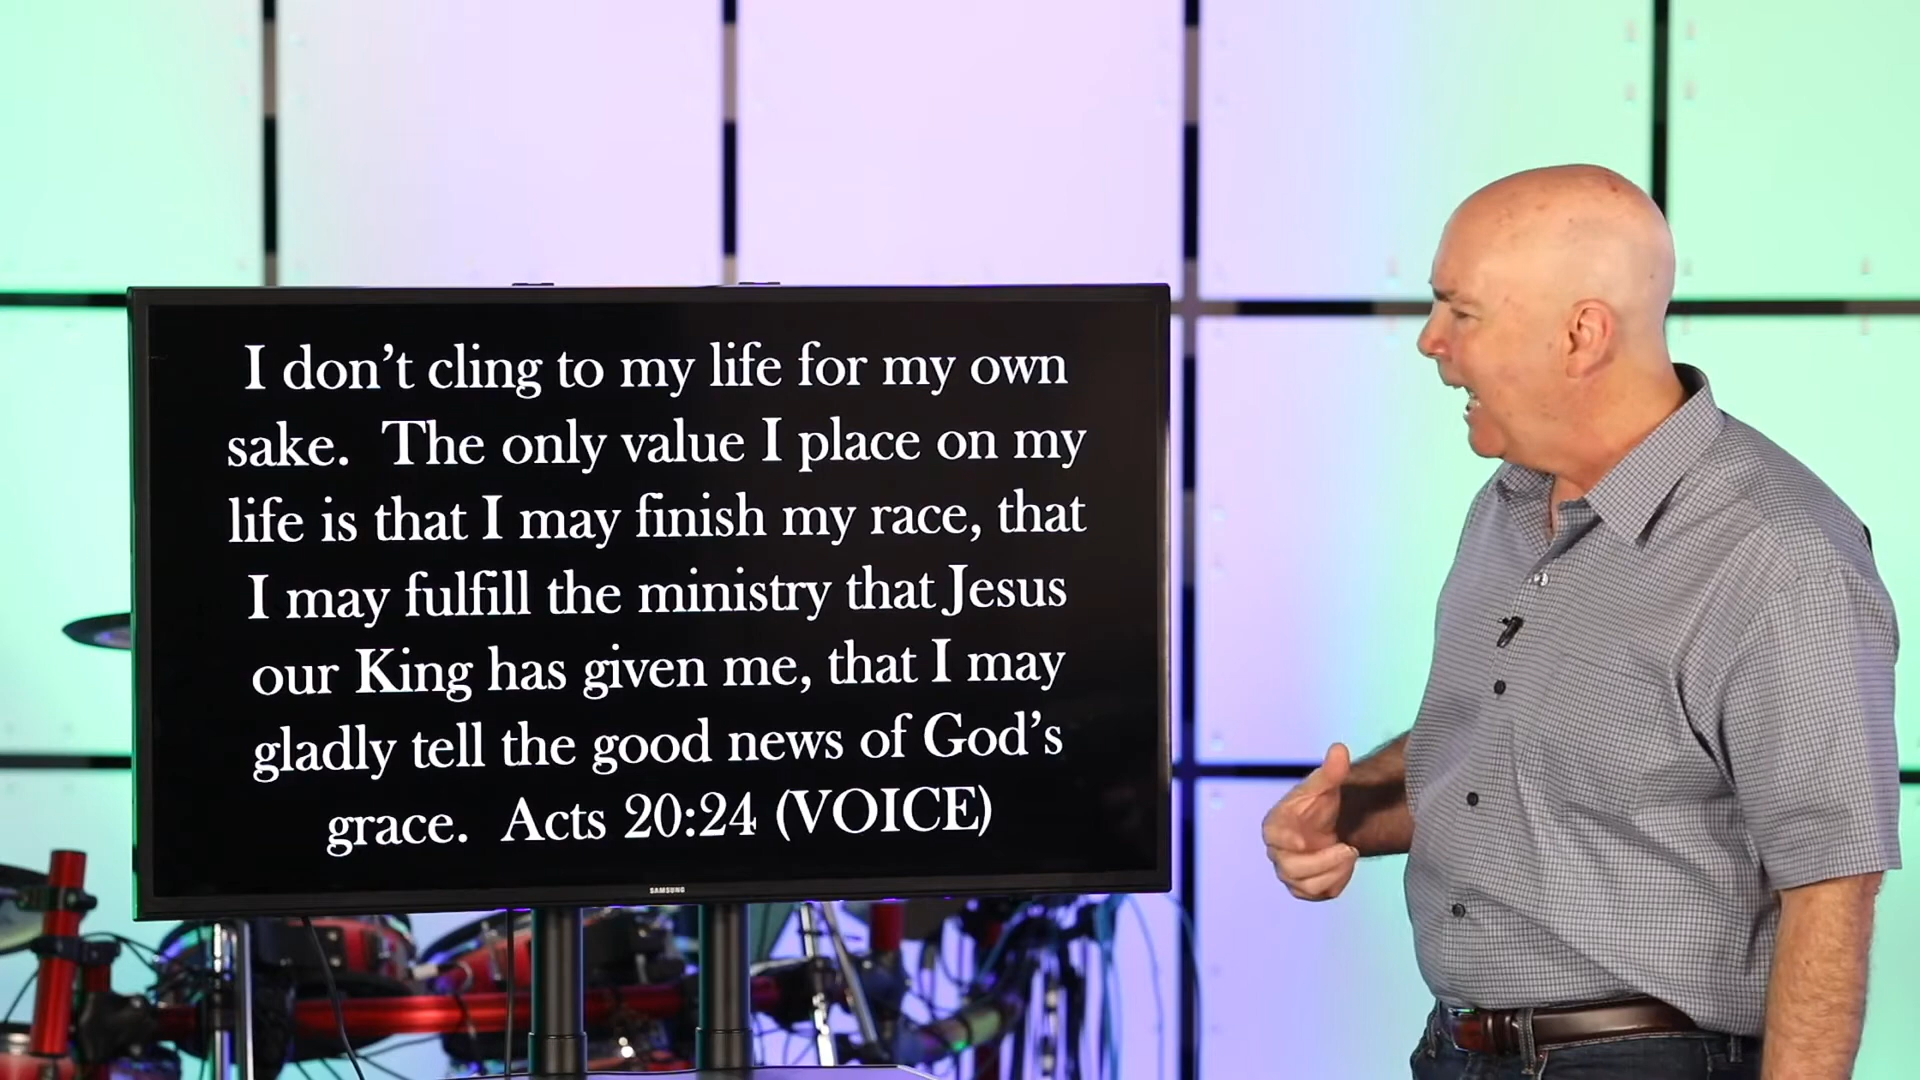 I don’t cling to my life for my own
sake.  The only value I place on my
life is that I may finish my race, that
I may fulfill the ministry that Jesus
our King has given me, that I may
gladly tell the good news of God’s
grace.  Acts 20:24 (VOICE)
SAMSUNG